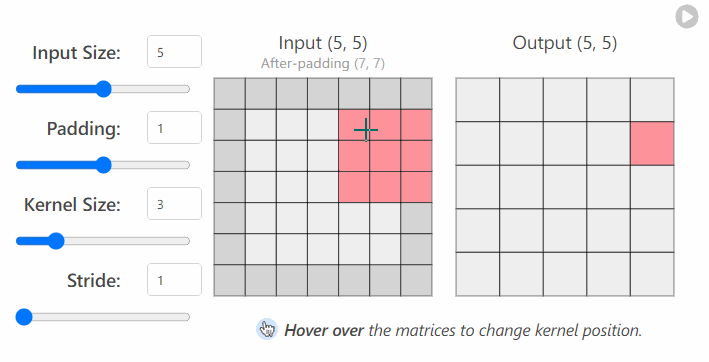 Input Size:
5
Padding:
1
Kernel Size:
3
Stride:
1
Input (5, 5)
After-padding (7, 7)
Output (5, 5)
Hover over the matrices to change kernel position.